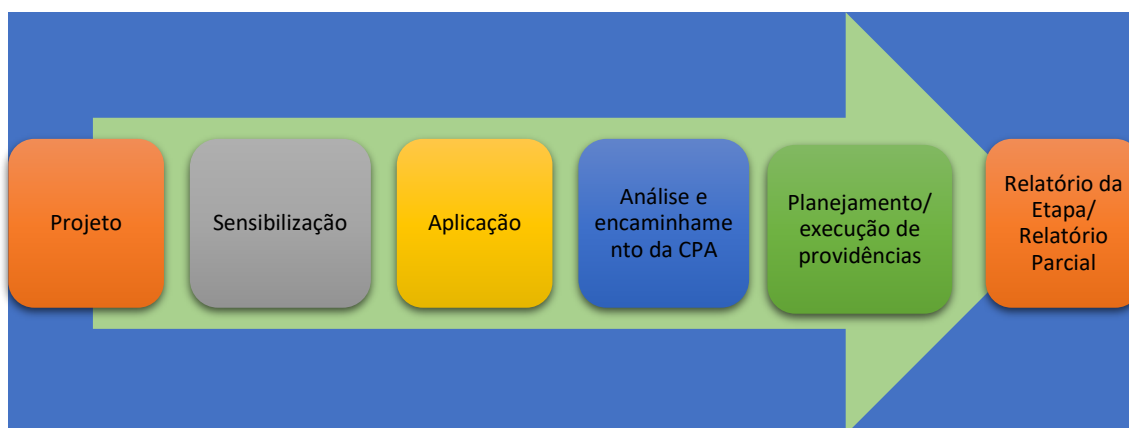 Projeto
Sensibilização
Aplicação
Análise e
encaminhame
nto da CPA
Planejamento/
execução de
providências
Relatório da
Etapa/
Relatório
Parcial